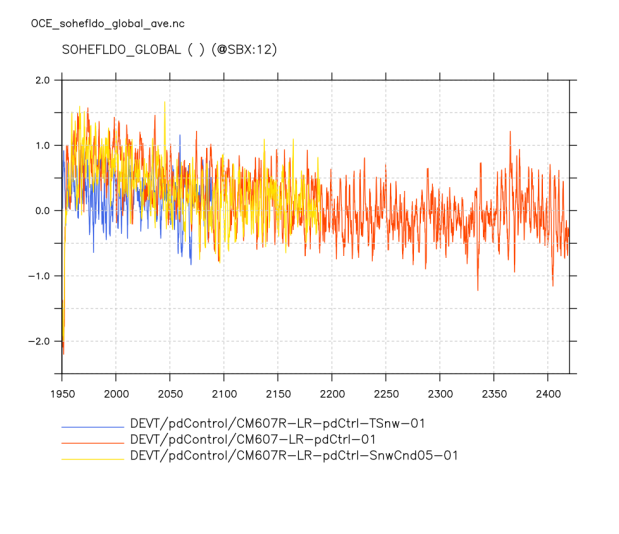 OCE_sohefldo_global_ave.nc
SOHEFLDO_GLOBAL ( ) (@SBX:12)
2.0
1.0
0.0
−1.0
−2.0
1950 2000 2050 2100 2150 2200 2250 2300 2350 2400
DEVT/pdControl/CM607R−LR−pdCtrl−TSnw−01
DEVT/pdControl/CM607−LR−pdCtrl−01
DEVT/pdControl/CM607R−LR−pdCtrl−SnwCnd05−01